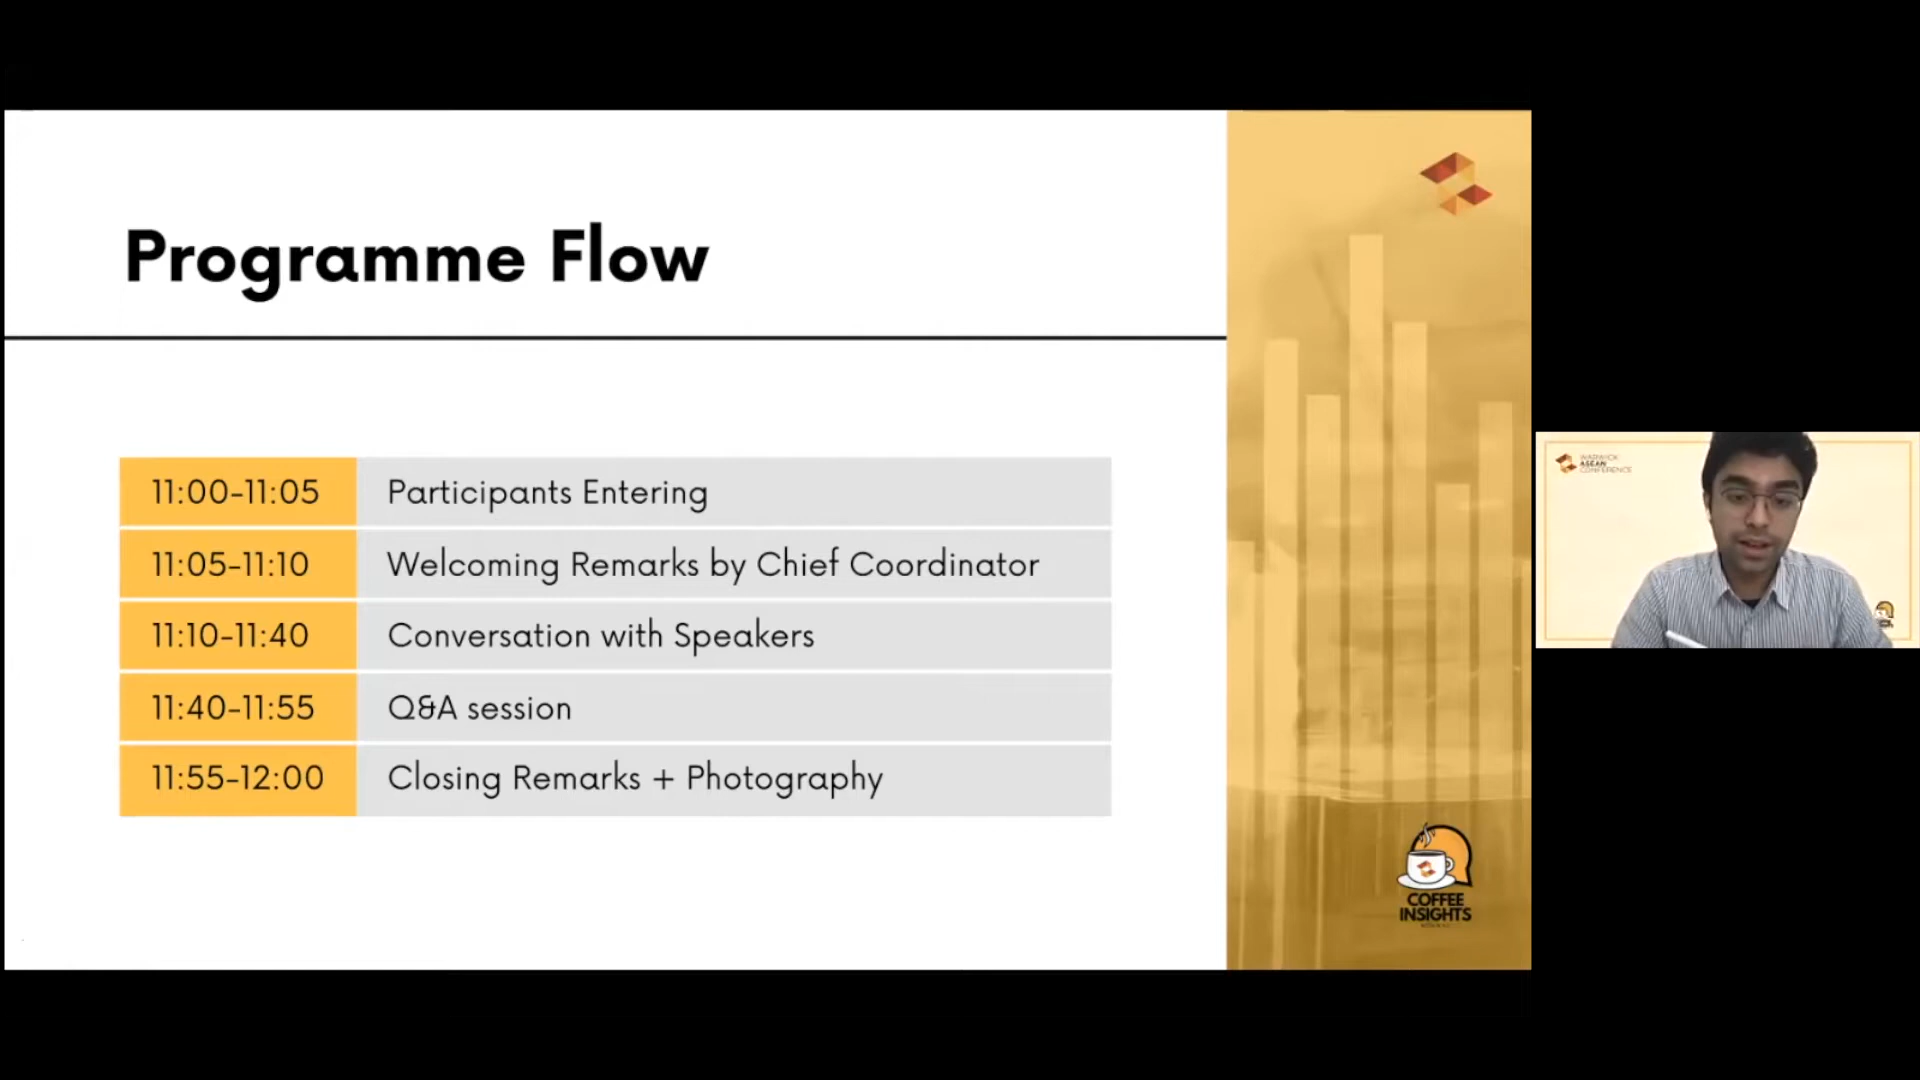 Programme Flow
11:00-11:05 Participants Entering
11:05-11:10 Welcoming Remarks by Chief Coordinator
11:10-11:40 Conversation with Speakers
11:40-11:55 Q&A session
11:55-12:00 Closing Remarks + Photography
COFFEE
INSIGHTS
WARWICK
ASEAN
CONFERENCE